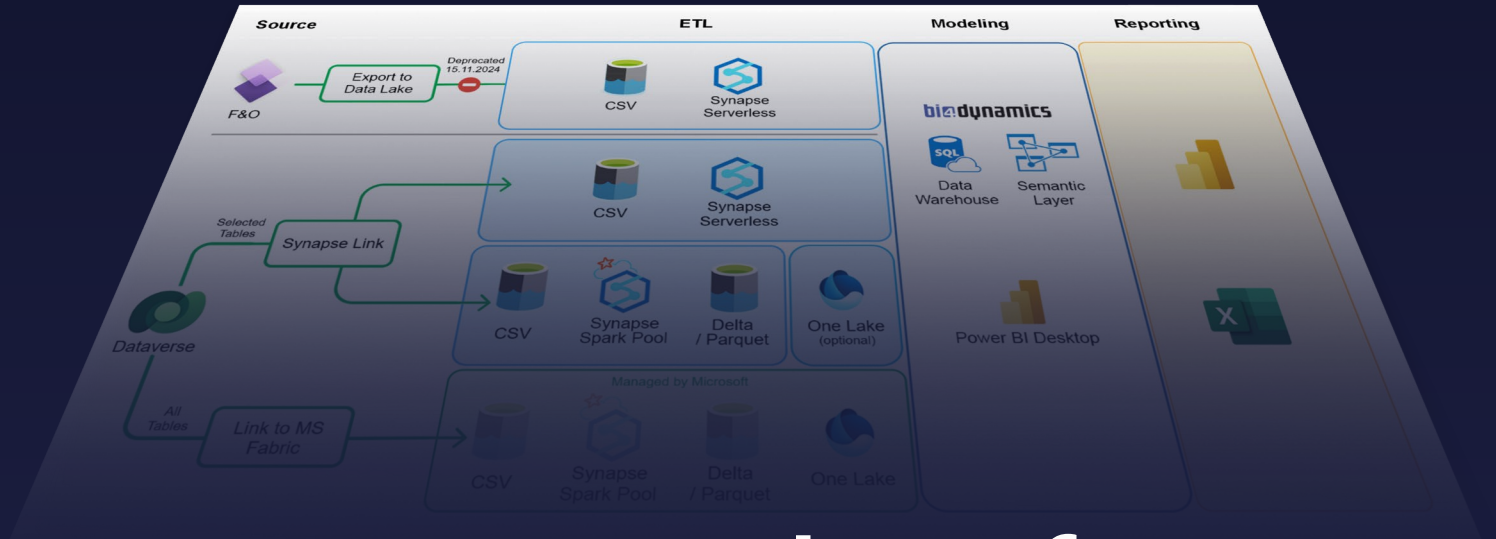 Source
ETL
Modeling
Reporting
F&O
Export to
Data Lake
Deprecated
15.11.2024
CSV
Synapse
Serverless
bi4dynamics
SQL
Data
Warehouse
Semantic
Layer
Selected
Tables
Synapse Link
CSV
Synapse
Serverless
CSV
Synapse
Spark Pool
Delta
/ Parquet
One Lake
(optional)
Power BI Desktop
X
Dataverse
All
Tables
Link to MS
Fabric
Managed by Microsoft
CSV
Synapse
Spark Pool
Delta
/ Parquet
One Lake